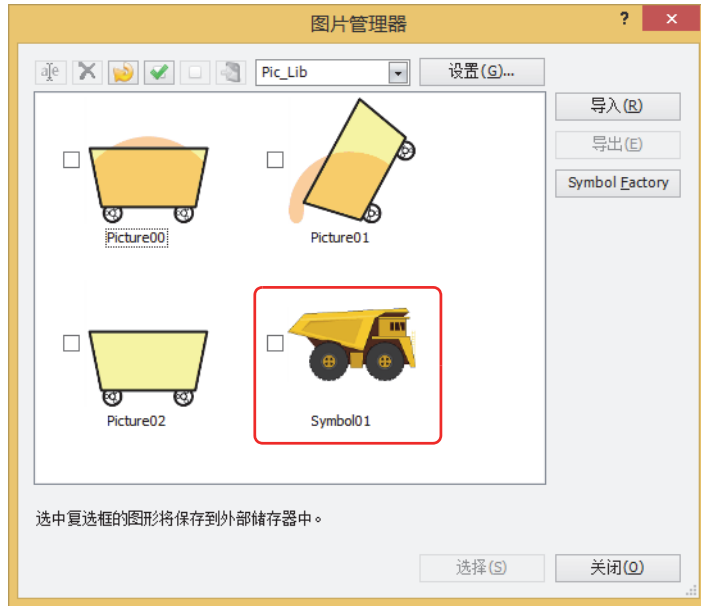 图片管理器
?
×
a|e
Pic_Lib
设置(G)...
导入(R)
导出(E)
Symbol Factory
Picture00
Picture01
Picture02
Symbol01
选中复选框的图形将保存到外部储存器中。
选择(S)
关闭(O)